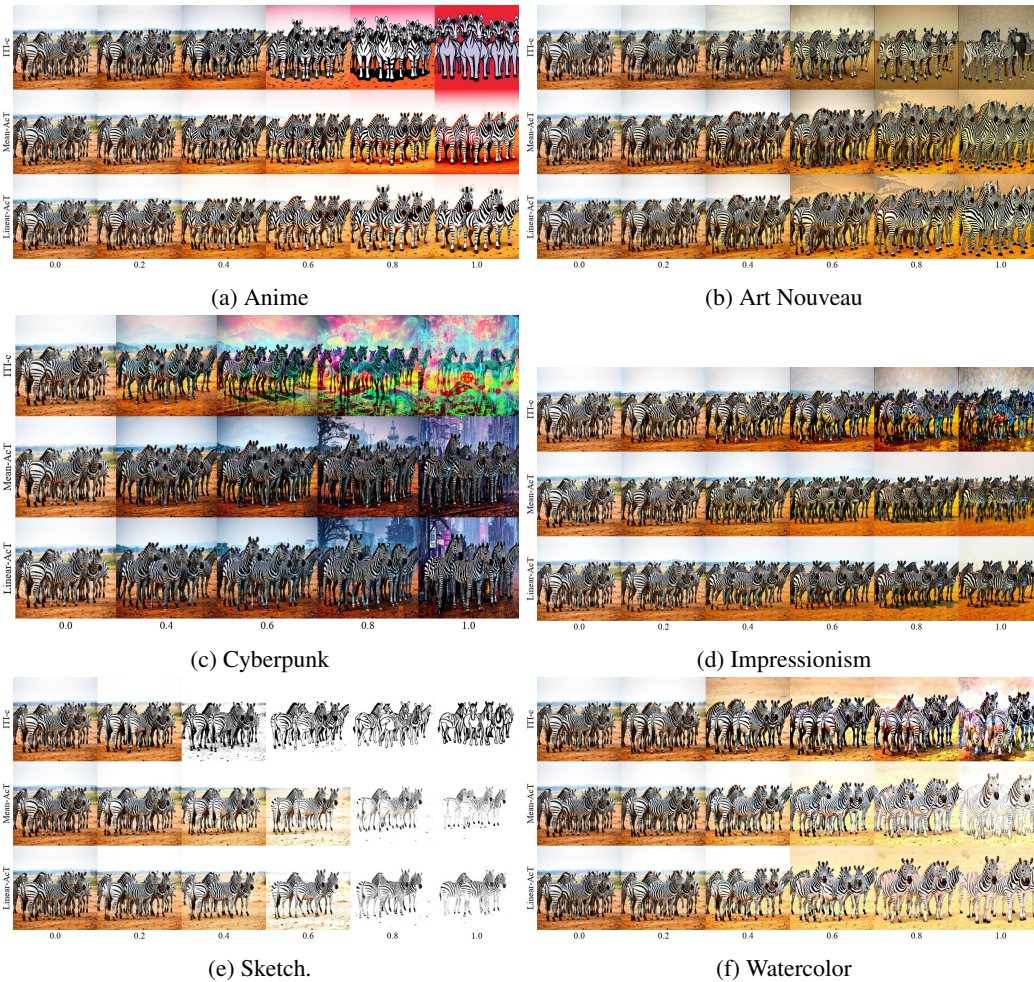 ITI-c
Mean-AcT
Linear-AcT
0.0 0.2 0.4 0.6 0.8 1.0
(a) Anime
ITI-c
Mean-AcT
Linear-AcT
0.0 0.2 0.4 0.6 0.8 1.0
(b) Art Nouveau
ITI-c
Mean-AcT
Linear-AcT
0.0 0.4 0.6 0.8 1.0
(c) Cyberpunk
ITI-c
Mean-AcT
Linear-AcT
0.0 0.2 0.4 0.6 0.8 1.0
(d) Impressionism
ITI-c
Mean-AcT
Linear-AcT
0.0 0.2 0.4 0.6 0.8 1.0
(e) Sketch.
ITI-c
Mean-AcT
Linear-AcT
0.0 0.2 0.4 0.6 0.8 1.0
(f) Watercolor